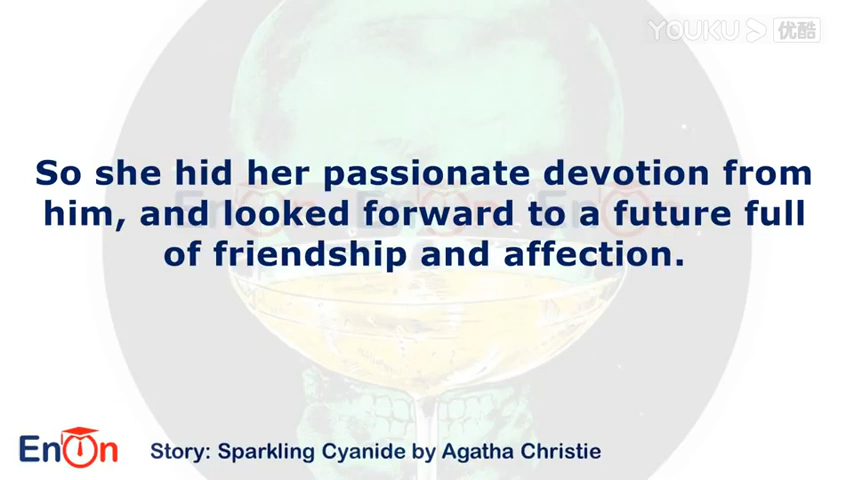 YOUKU 优酷
So she hid her passionate devotion from
him, and looked forward to a future full
of friendship and affection.
EnOn
Story: Sparkling Cyanide by Agatha Christie